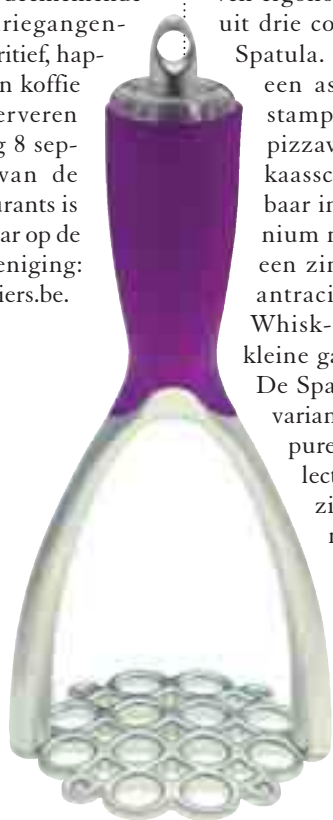 riegangen-
ritief, hap-
n koffie
erveren
g 8 sep-
van de
urants is
ar op de
eniging:
iers.be.
uit drie co
Spatula.
een as
stamp
pizzav
kaassc
baar in
nium
een zin
antraci
Whisk-
kleine ga
De Spa
varian
pure
lect
zi